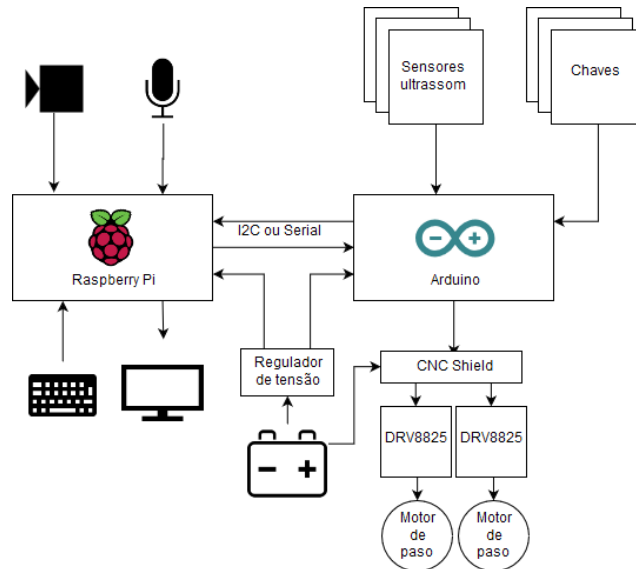 Sensores
ultrassom
Chaves
I2C ou Serial
Raspberry Pi
Arduino
Regulador
de tensão
CNC Shield
DRV8825
DRV8825
Motor
de
paso
Motor
de
paso